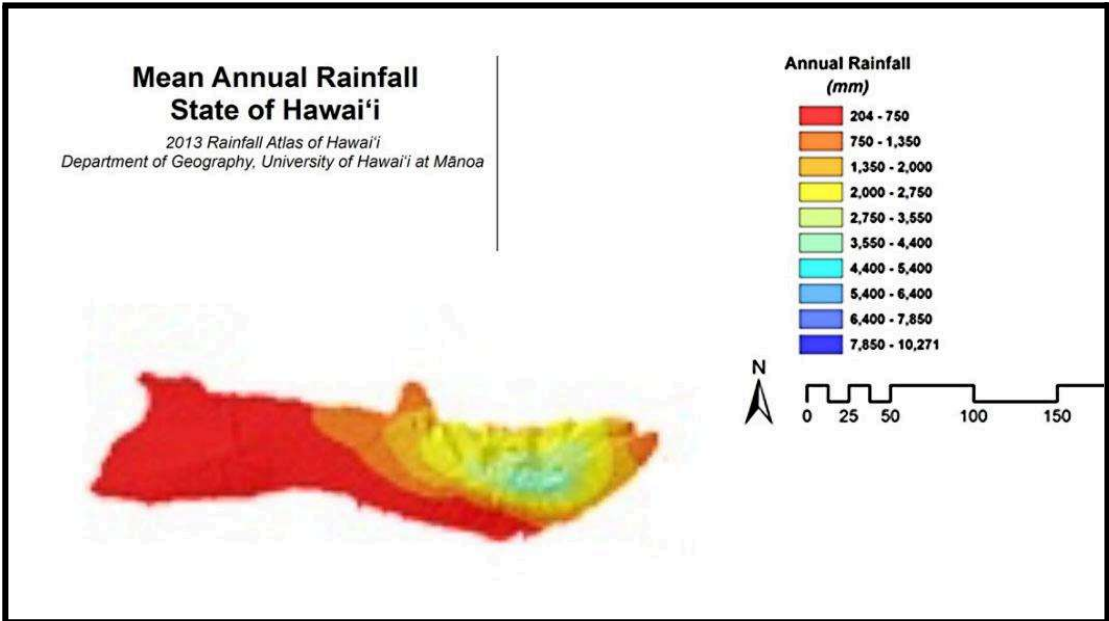 Mean Annual Rainfall
State of Hawai‘i
2013 Rainfall Atlas of Hawai‘i
Department of Geography, University of Hawai‘i at Mānoa
Annual Rainfall
(mm)
204 - 750
750 - 1,350
1,350 - 2,000
2,000 - 2,750
2,750 - 3,550
3,550 - 4,400
4,400 - 5,400
5,400 - 6,400
6,400 - 7,850
7,850 - 10,271
N
0 25 50 100 150